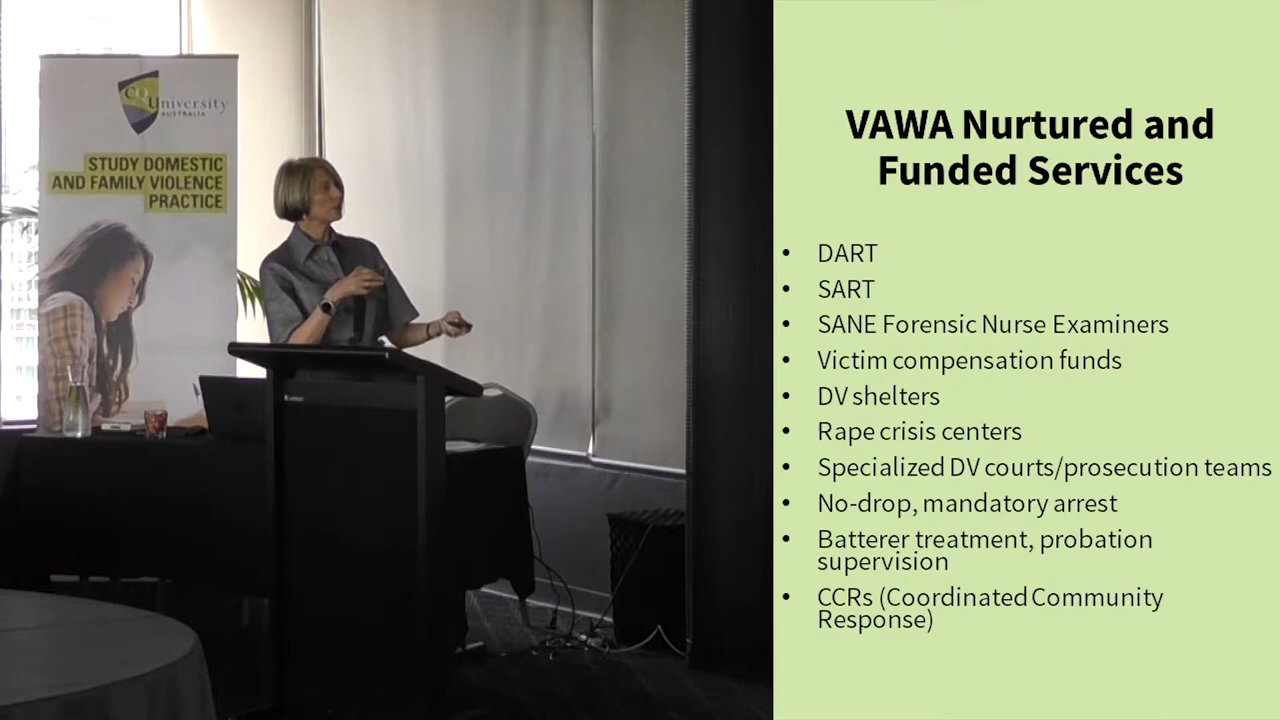 CQ
University
AUSTRALIA
STUDY DOMESTIC
AND FAMILY VIOLENCE
PRACTICE
VAWA Nurtured and
Funded Services
• DART
• SART
• SANE Forensic Nurse Examiners
• Victim compensation funds
• DV shelters
• Rape crisis centers
• Specialized DV courts/prosecution teams
• No-drop, mandatory arrest
• Batterer treatment, probation
supervision
• CCRs (Coordinated Community
Response)